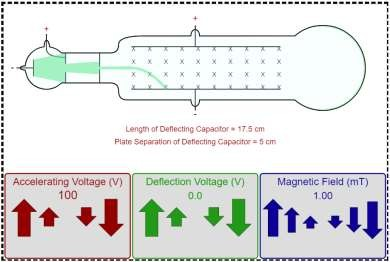 +
+
-
x x x x x x x x x x
x x x x x x x x x x
x x x x x x x x x x
x x x x x x x x x x
-
Length of Deflecting Capacitor = 17.5 cm
Plate Separation of Deflecting Capacitor = 5 cm
Accelerating Voltage (V)
100
Deflection Voltage (V)
0.0
Magnetic Field (mT)
1.00